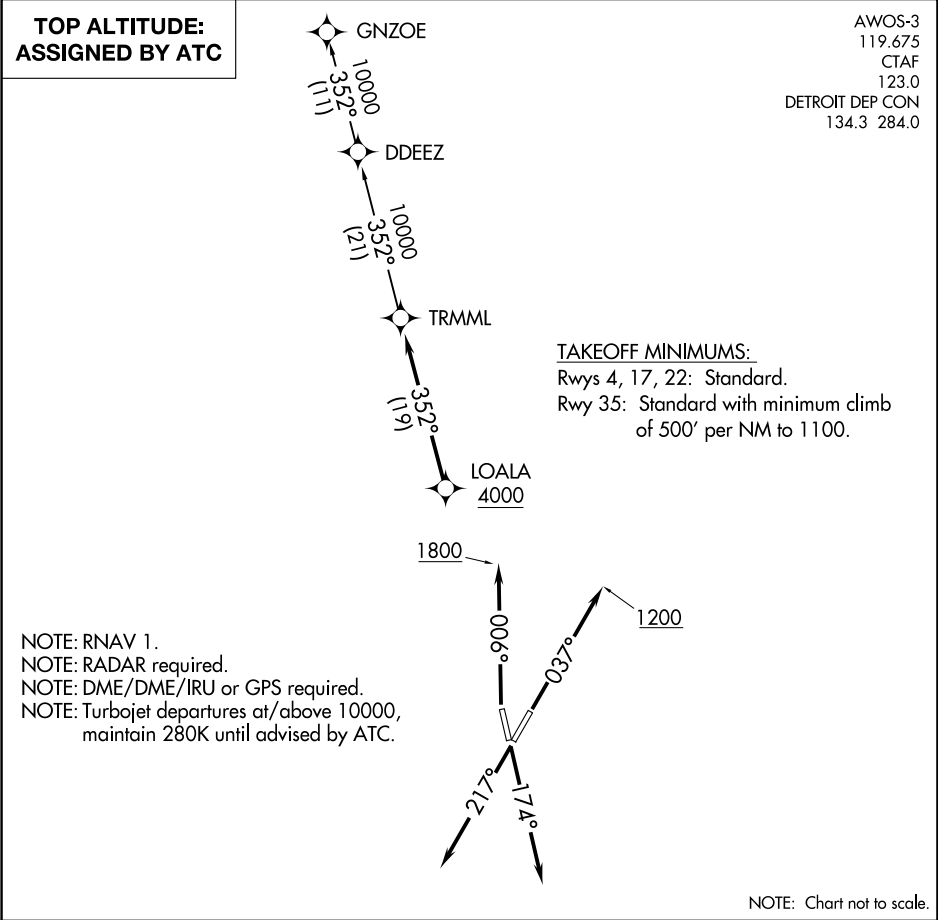 TOP ALTITUDE:
ASSIGNED BY ATC
AWOS-3
119.675
CTAF
123.0
DETROIT DEP CON
134.3 284.0
GNZOE
10000
352°
(11)
DDEEZ
10000
352°
(21)
TRMML
TAKEOFF MINIMUMS:
Rwys 4, 17, 22: Standard.
Rwy 35: Standard with minimum climb
of 500' per NM to 1100.
352°
(19)
LOALA
4000
1800
1200
006°
037°
NOTE: RNAV 1.
NOTE: RADAR required.
NOTE: DME/DME/IRU or GPS required.
NOTE: Turbojet departures at/above 10000,
maintain 280K until advised by ATC.
217°
174°
NOTE: Chart not to scale.